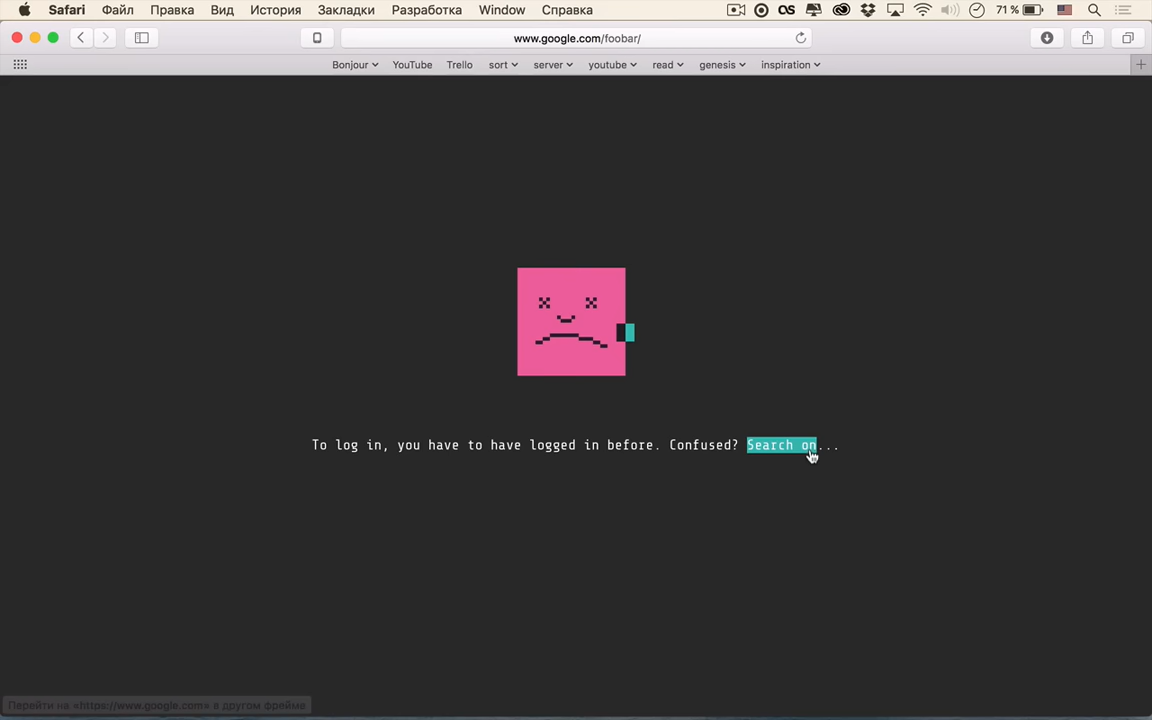 Safari Файл Правка Вид История Закладки Разработка Window Справка 71 %
www.google.com/foobar/
Bonjour YouTube Trello sort server youtube read genesis inspiration
To log in, you have to have logged in before. Confused? Search on...
Перейти на «https://www.google.com» в другом фрейме